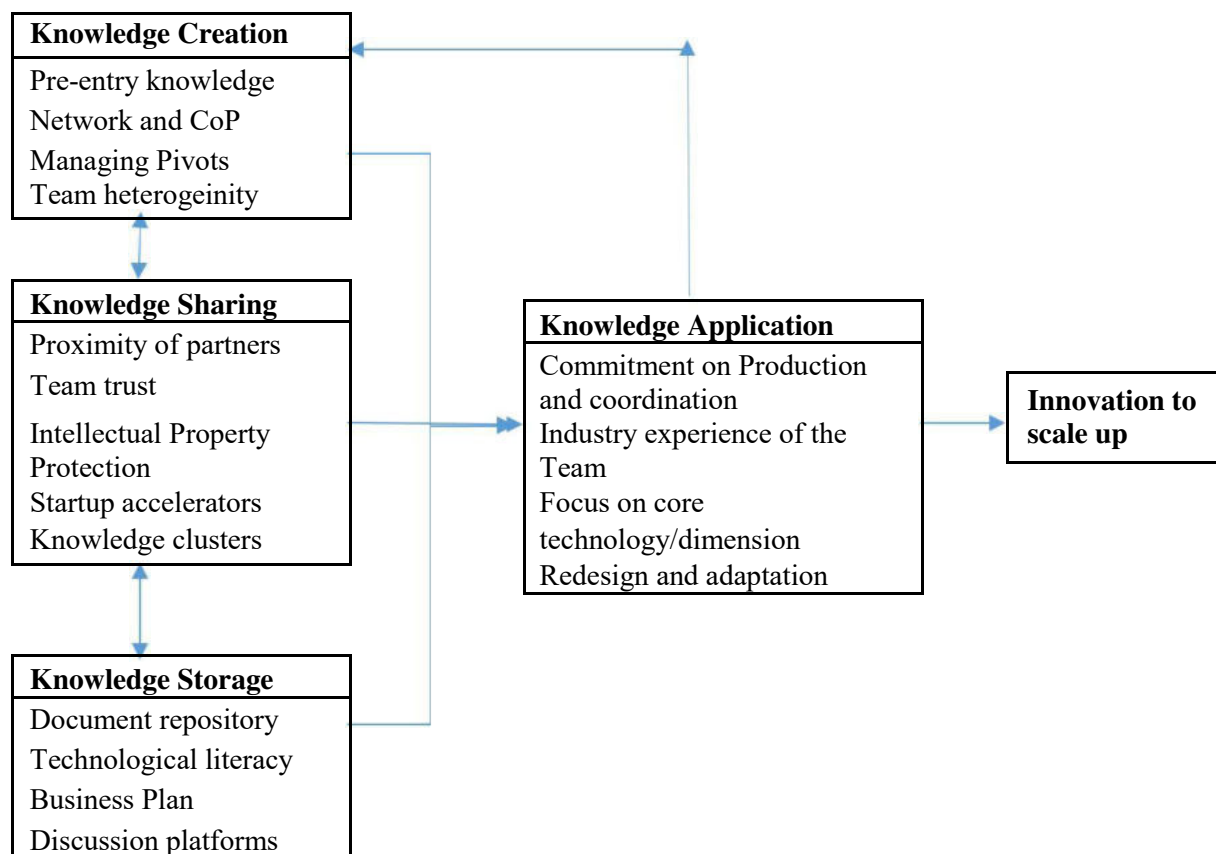 Knowledge Creation
Pre-entry knowledge
Network and CoP
Managing Pivots
Team heterogeinity
Knowledge Sharing
Proximity of partners
Team trust
Intellectual Property
Protection
Startup accelerators
Knowledge clusters
Knowledge Storage
Document repository
Technological literacy
Business Plan
Discussion platforms
Knowledge Application
Commitment on Production
and coordination
Industry experience of the
Team
Focus on core
technology/dimension
Redesign and adaptation
Innovation to
scale up